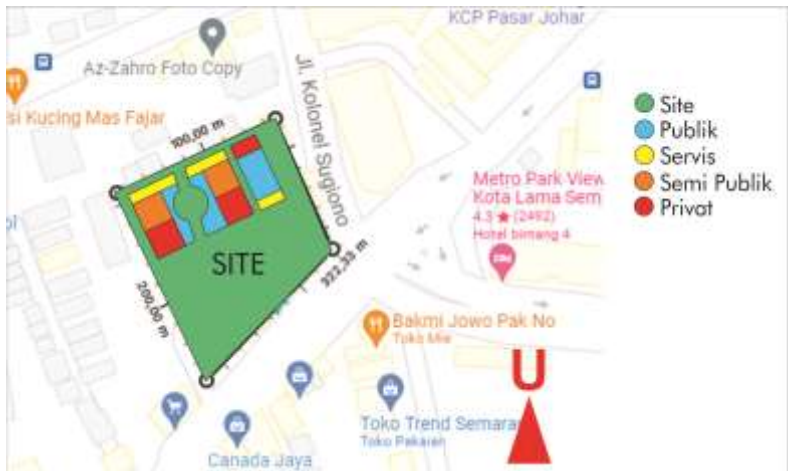 KCP Pasar Johar
Az-Zahro Foto Copy
si Kucing Mas Fajar
Jl. Kolonel Sugiono
100,00 m
322,33 m
200,00 m
SITE
Metro Park View
Kota Lama Sem
4.3 ★ (2492)
Hotel bintang 4
Bakmi Jowo Pak No
Toko Mie
Toko Trend Semara
Toko Pakaian
Canada Jaya
U
Site
Publik
Servis
Semi Publik
Privat